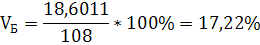 V_Б = 18,6011 / 108 * 100% = 17,22%